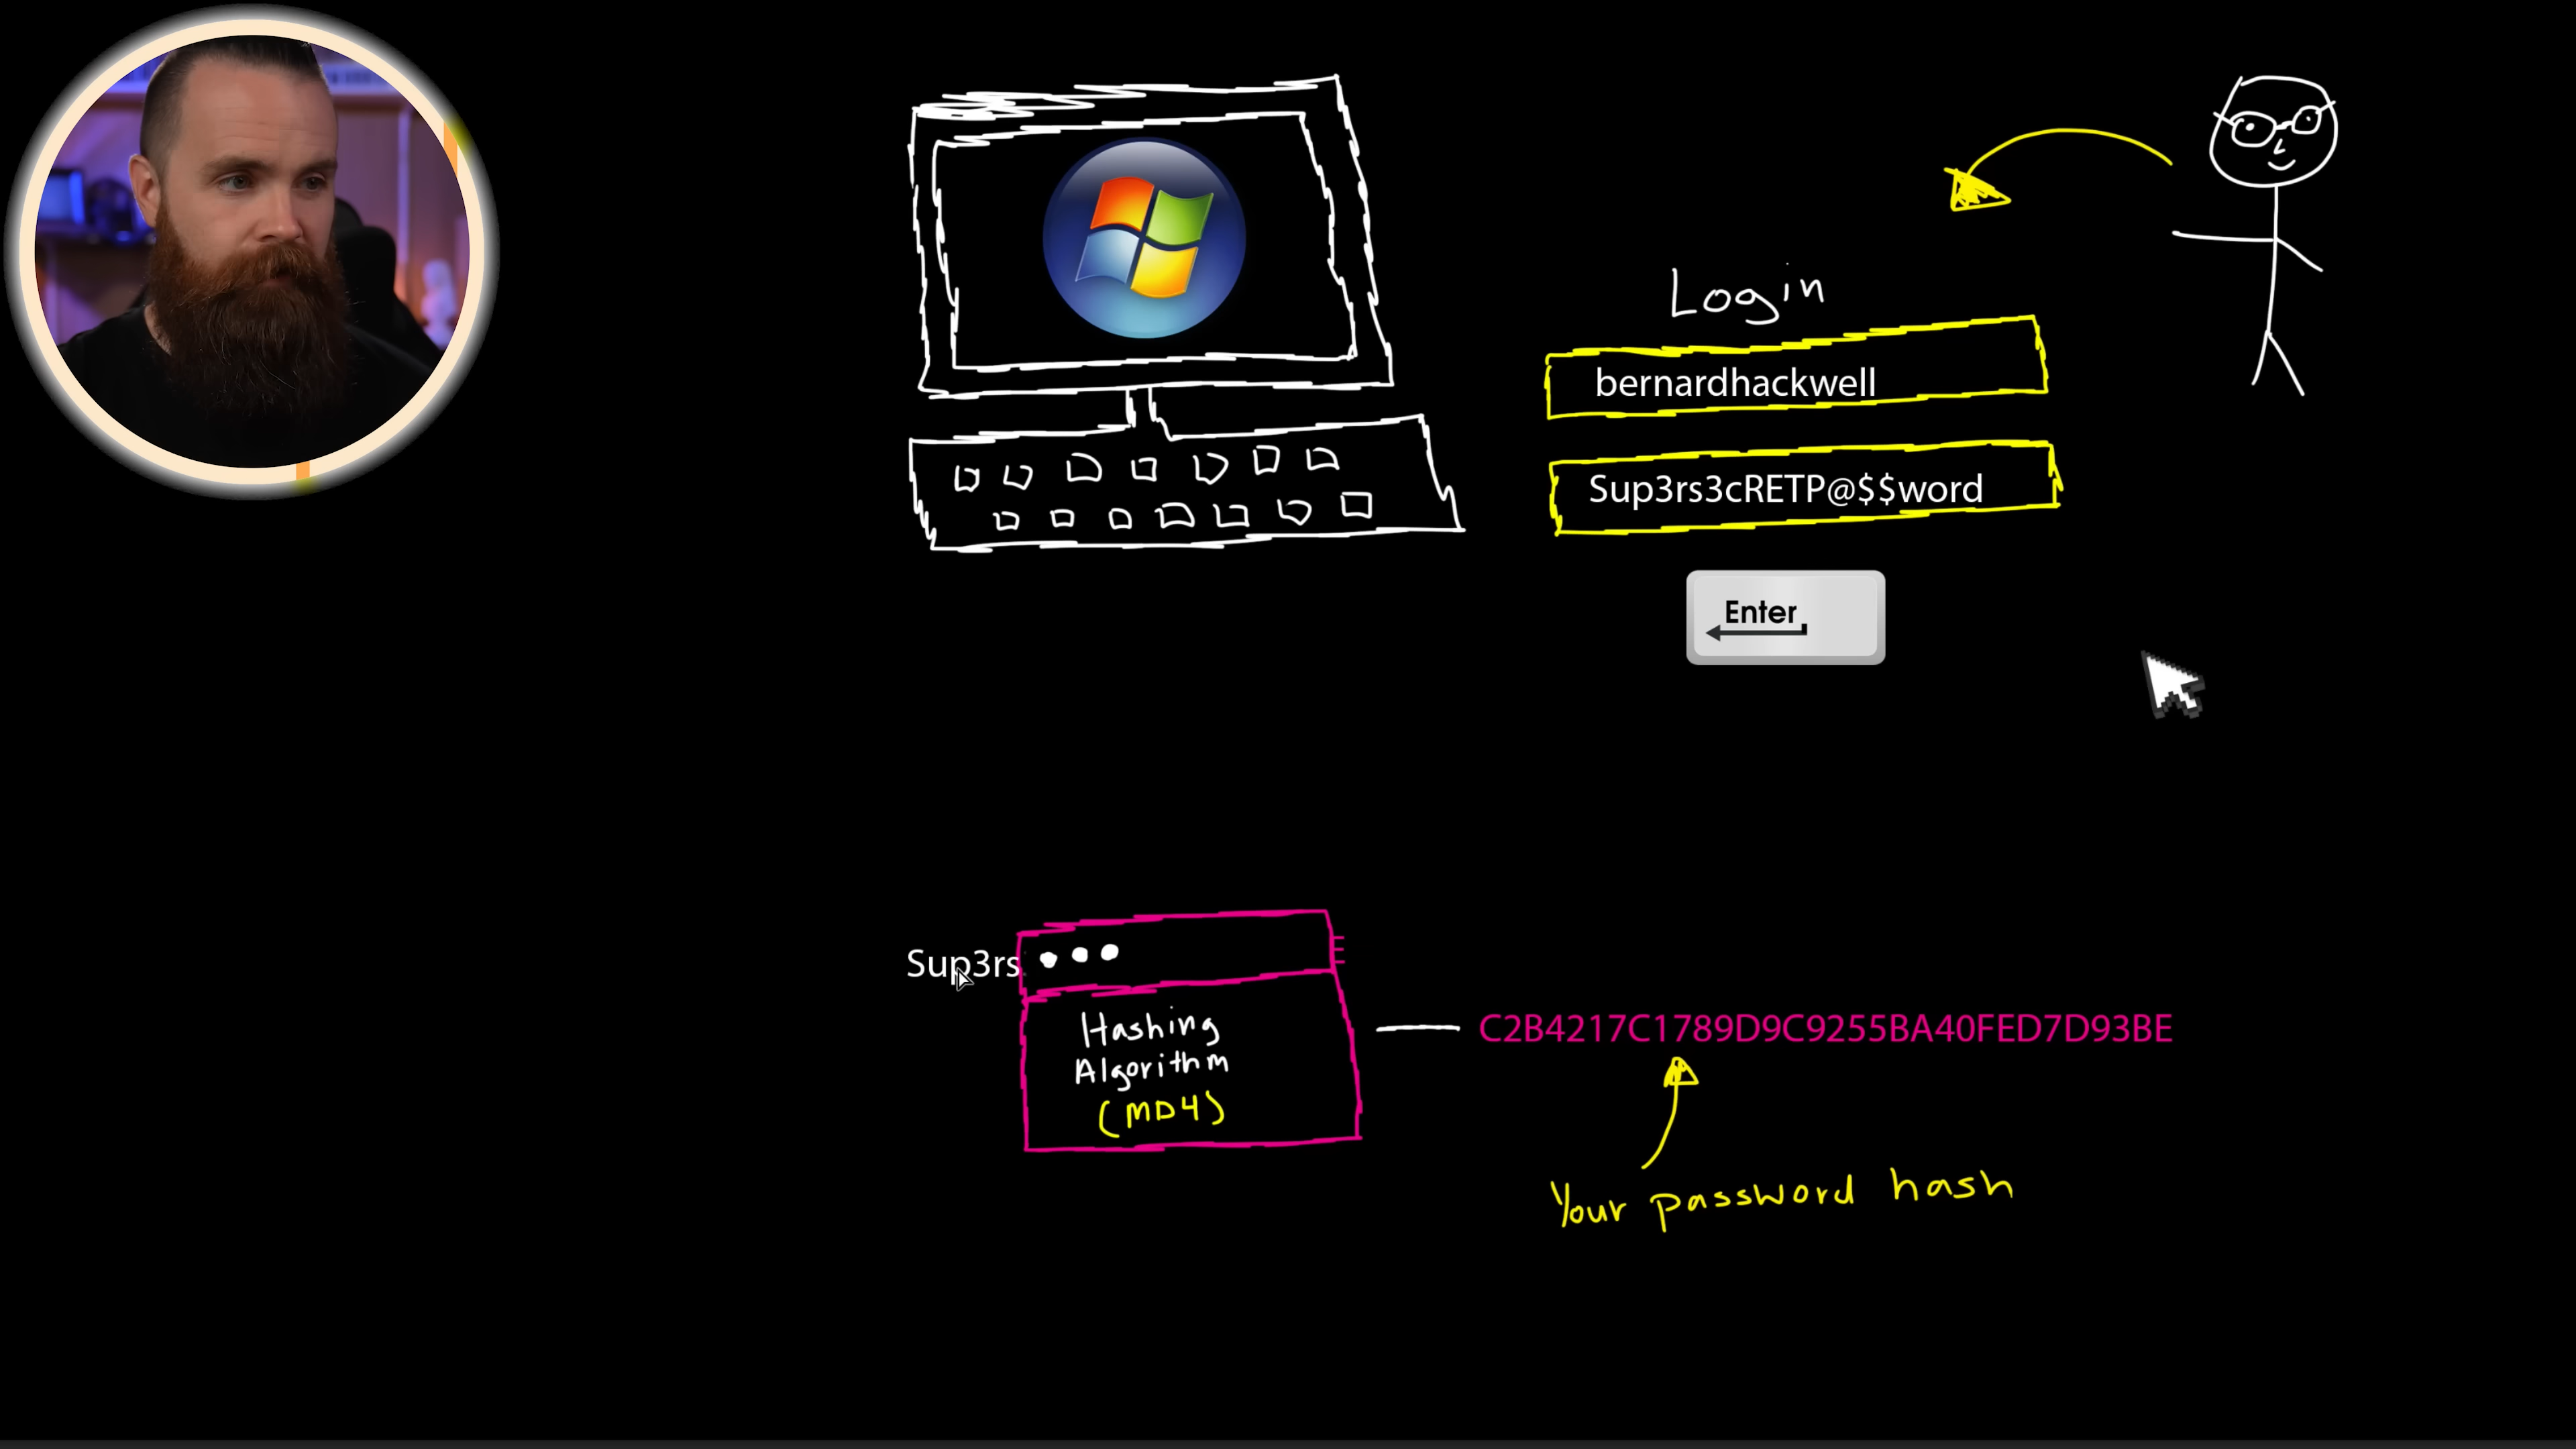 Login
bernardhackwell
Sup3rs3cRETP@$$word
Enter
Sup3rs
Hashing
Algorithm
(MD4)
C2B4217C1789D9C9255BA40FED7D93BE
Your password hash